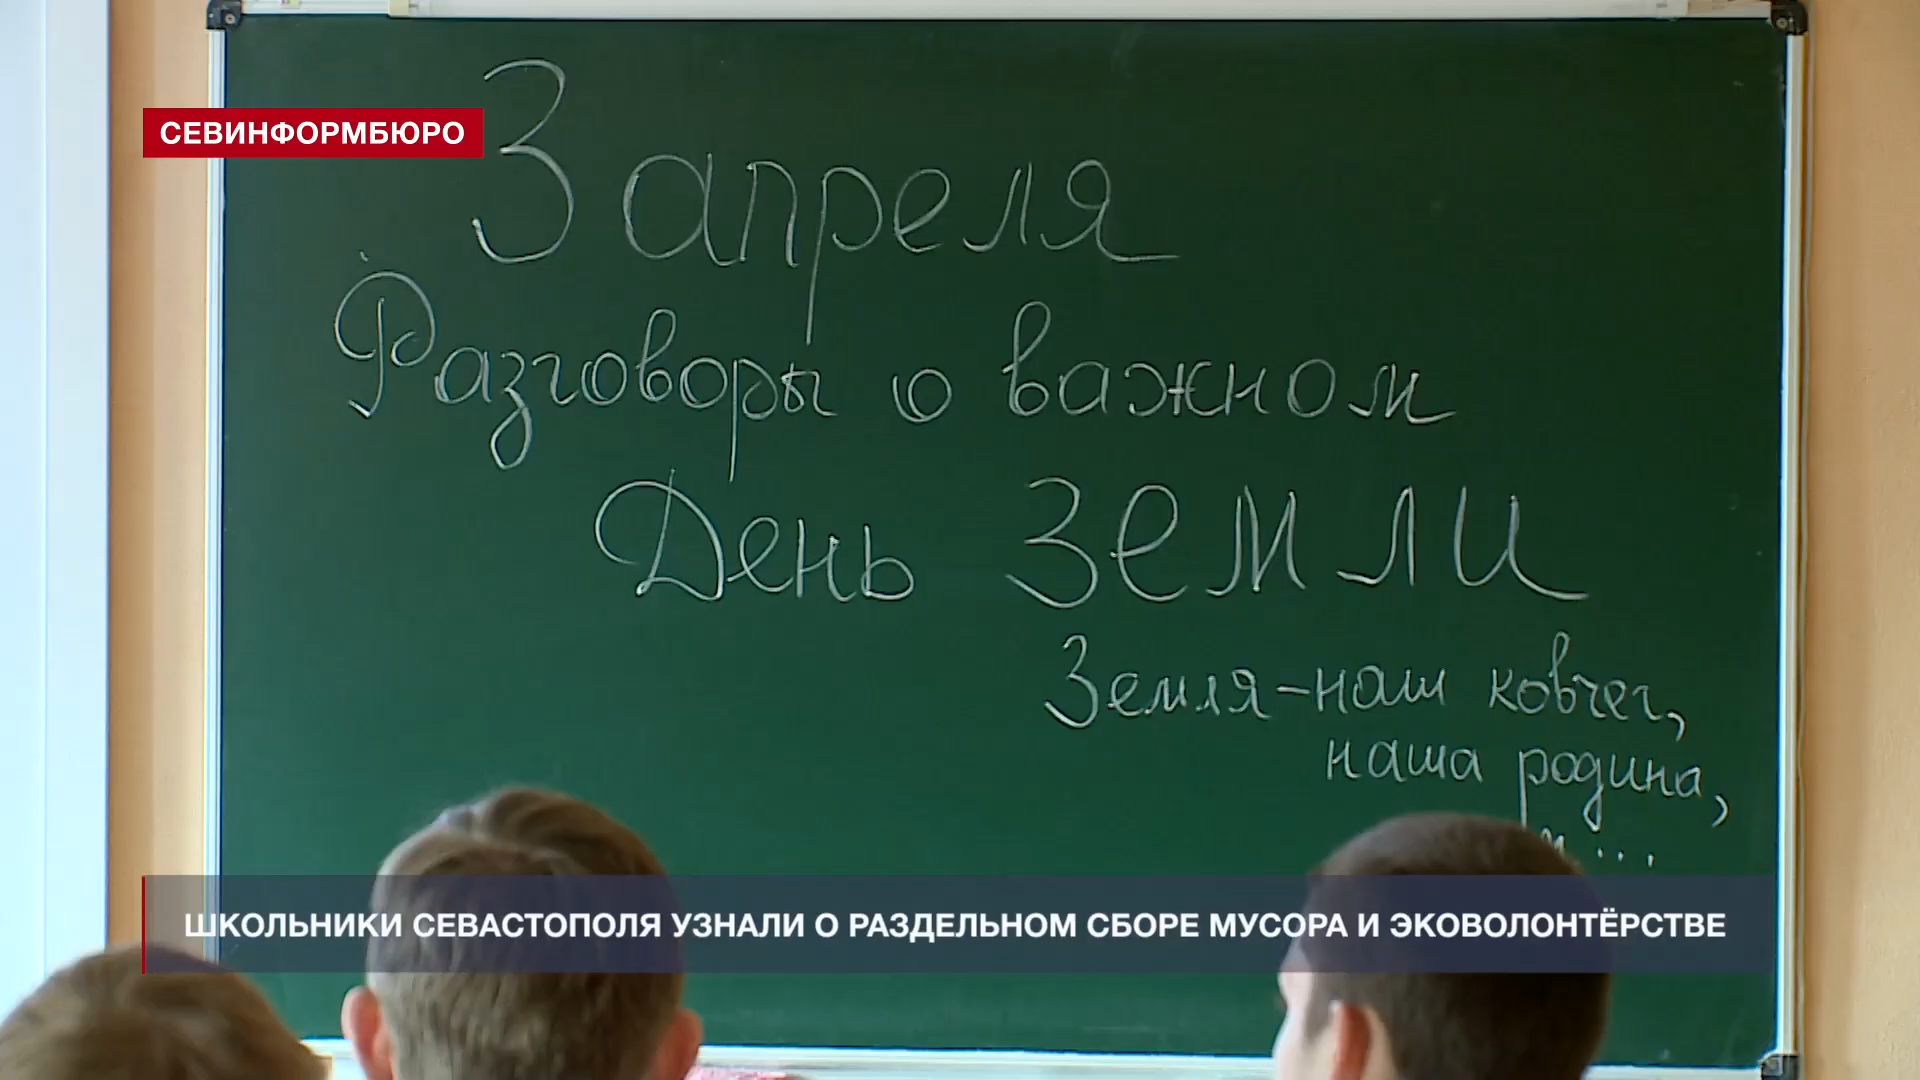 СЕВИНФОРМБЮРО
3 апреля
Разговоры о важном
День Земли
Земля - наш ковчег,
наша родина,
и ...
ШКОЛЬНИКИ СЕВАСТОПОЛЯ УЗНАЛИ О РАЗДЕЛЬНОМ СБОРЕ МУСОРА И ЭКОВОЛОНТЁРСТВЕ